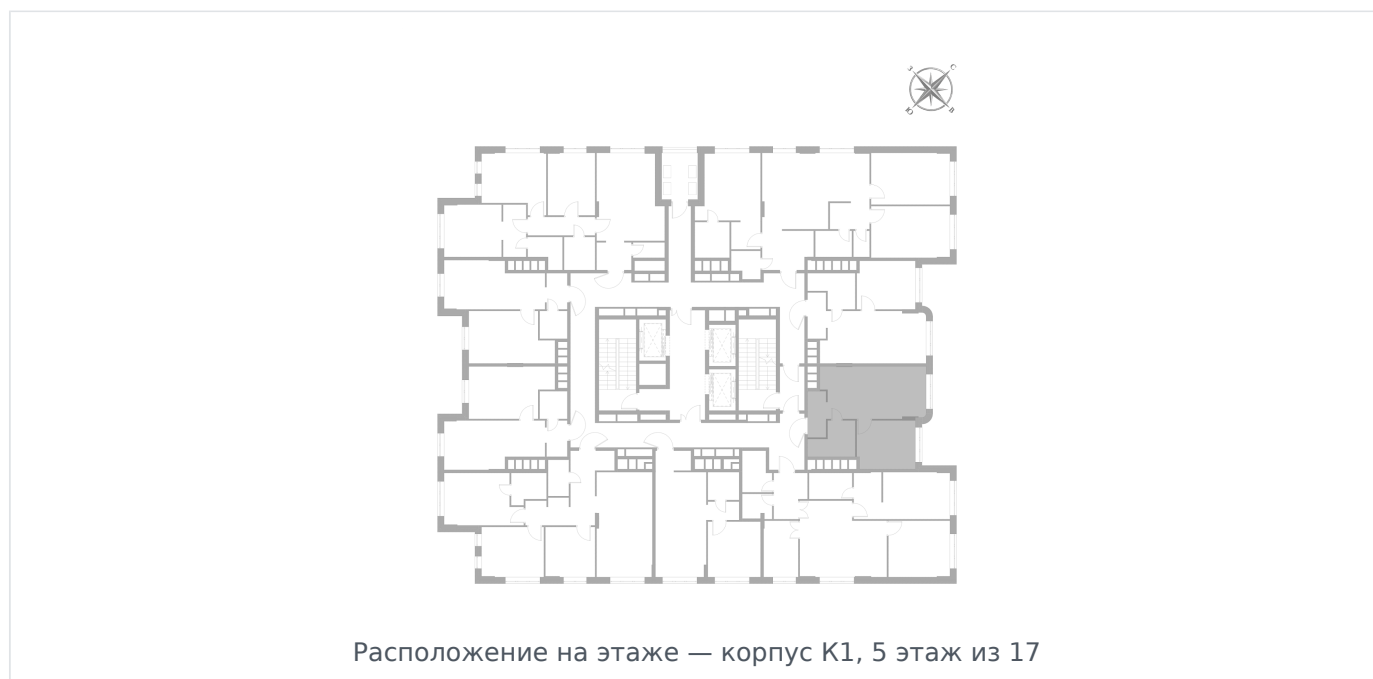 З С
Ю В
Расположение на этаже — корпус К1, 5 этаж из 17